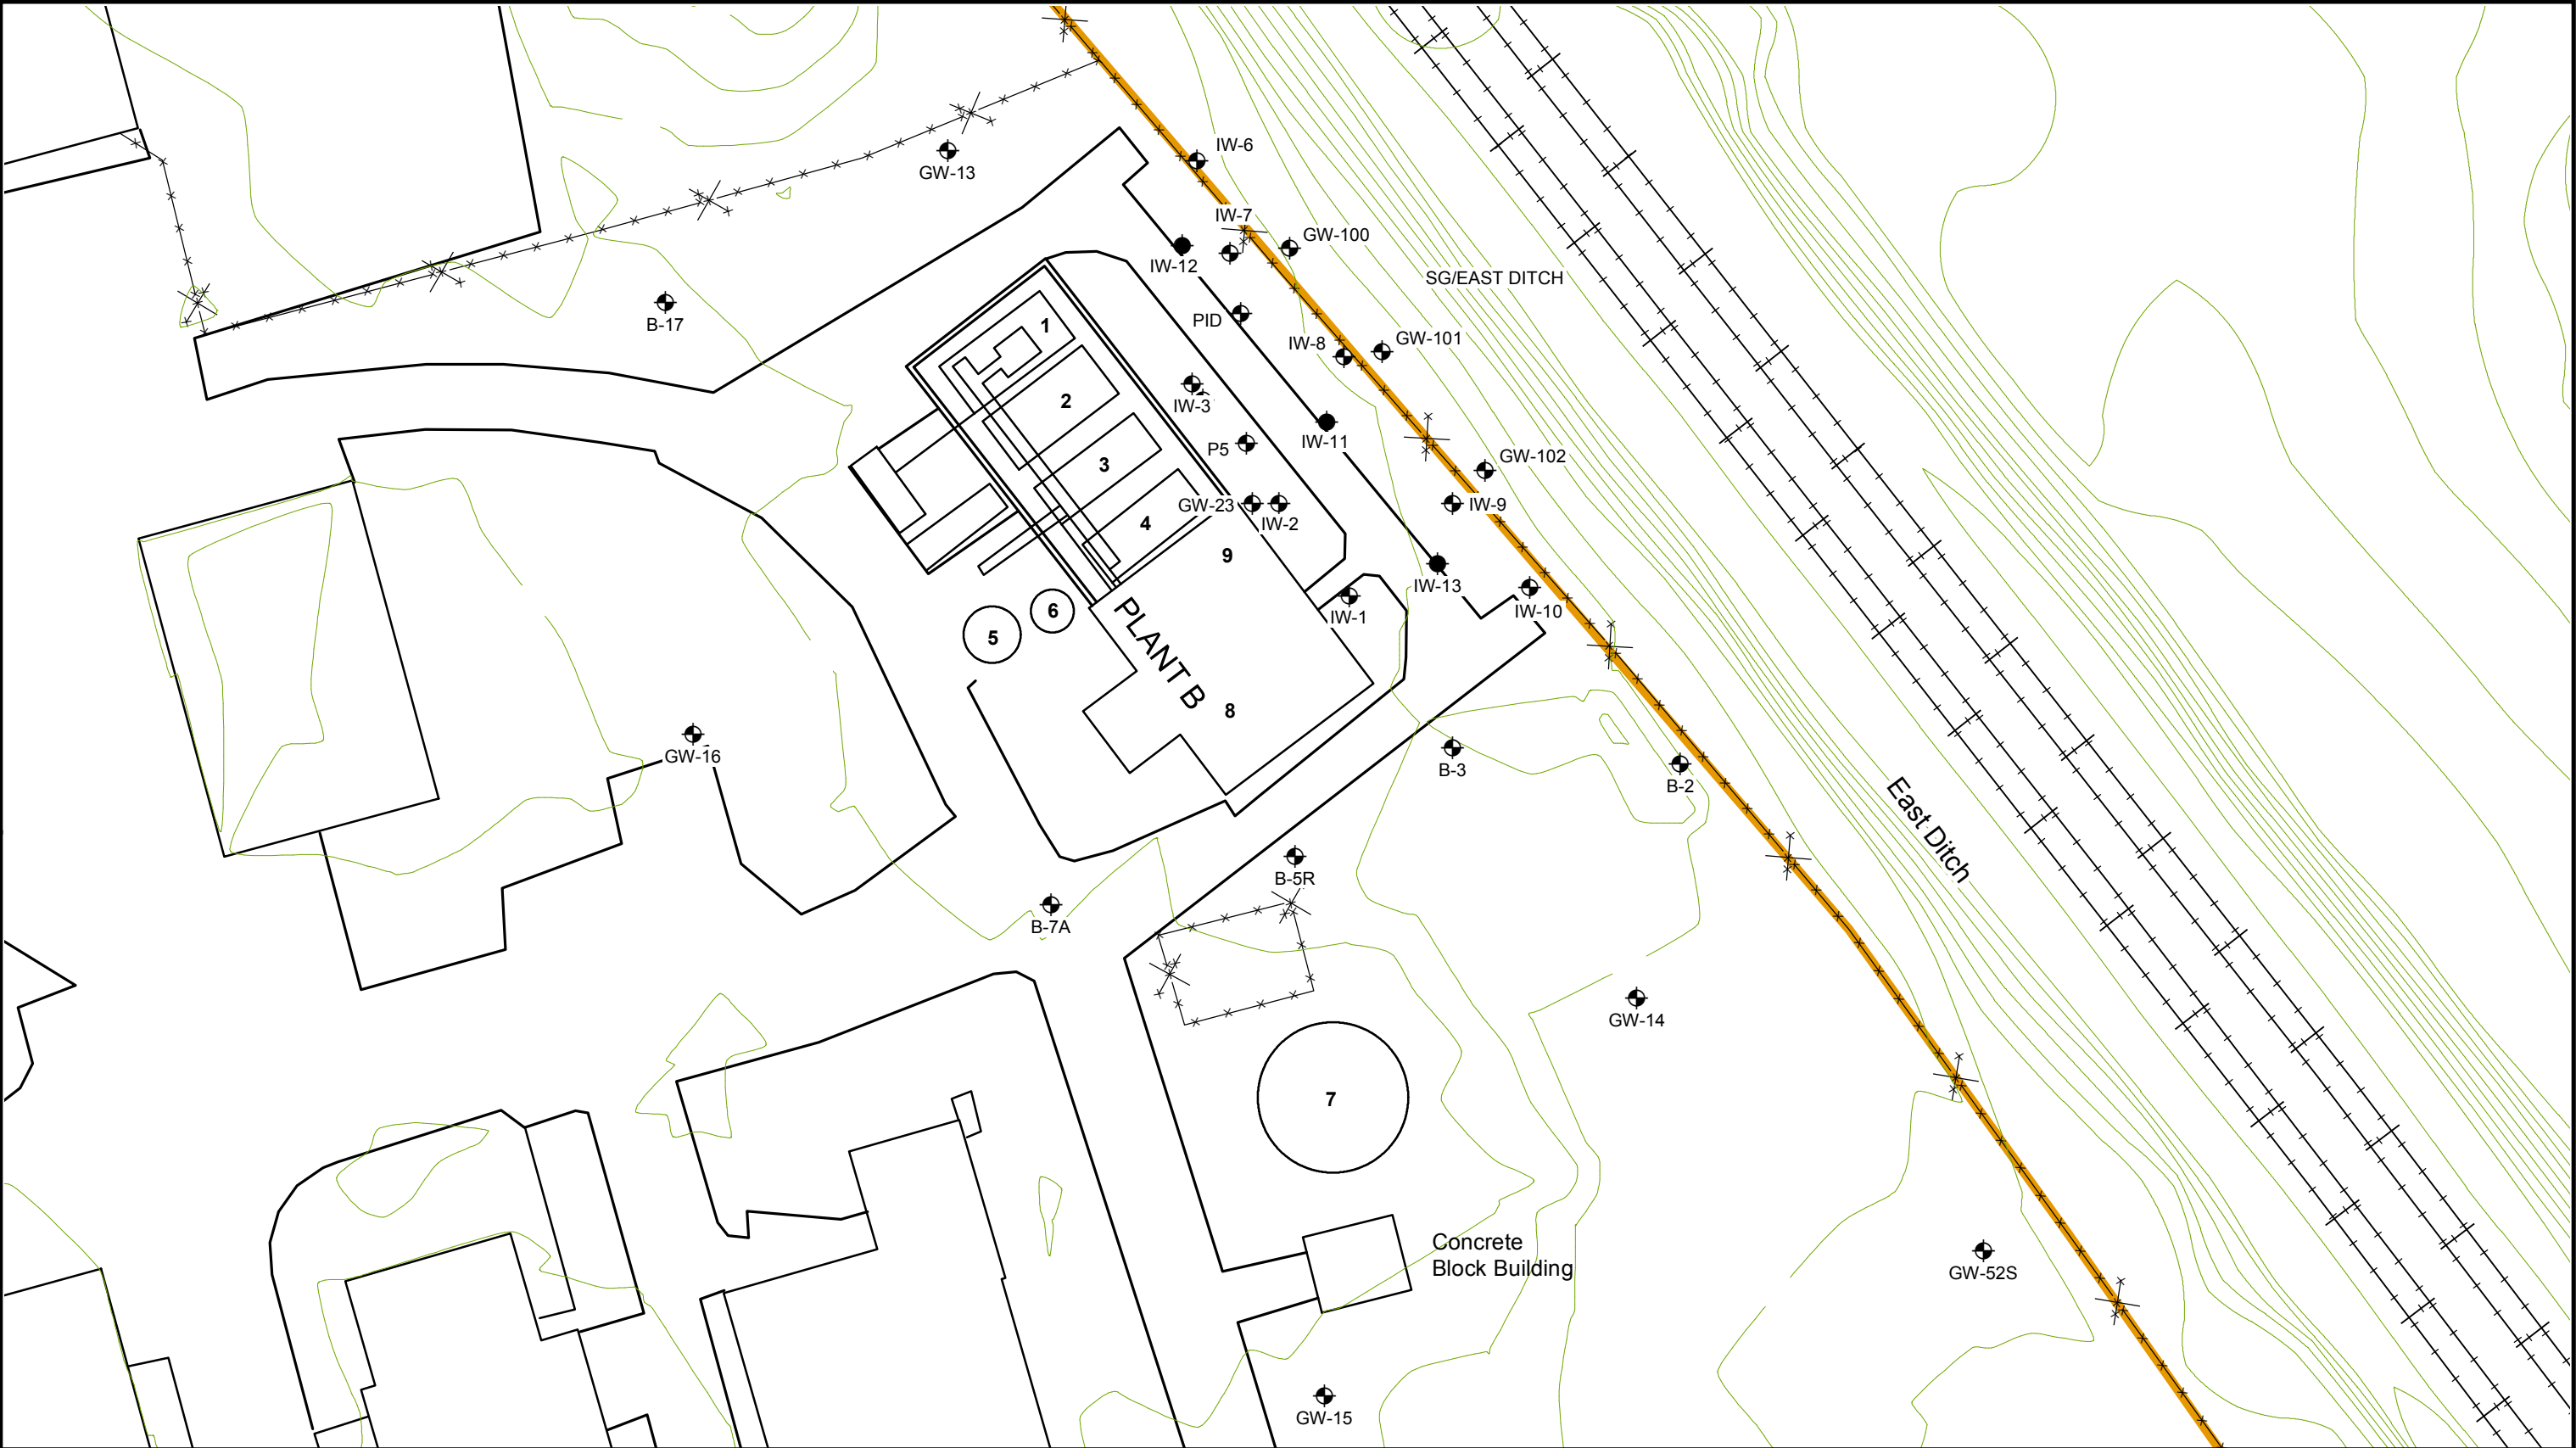 IW-6
GW-13
IW-7
GW-100
IW-12
SG/EAST DITCH
B-17
PID
1
IW-8
GW-101
2
IW-3
IW-11
P5
3
GW-102
GW-23
IW-2
IW-9
4
9
IW-13
IW-10
IW-1
6
5
PLANT B
8
GW-16
B-3
B-2
East Ditch
B-5R
B-7A
GW-14
7
Concrete
Block Building
GW-52S
GW-15